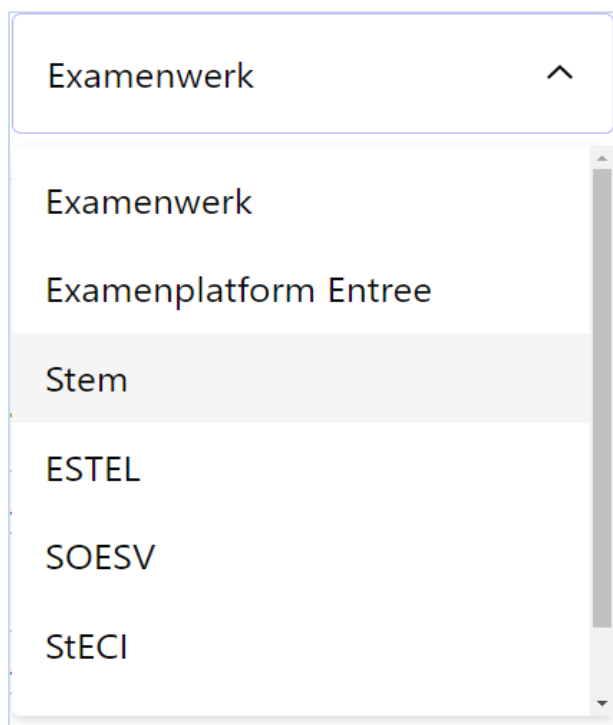 Examenwerk
Examenwerk
Examenplatform Entree
Stem
ESTEL
SOESV
StECI